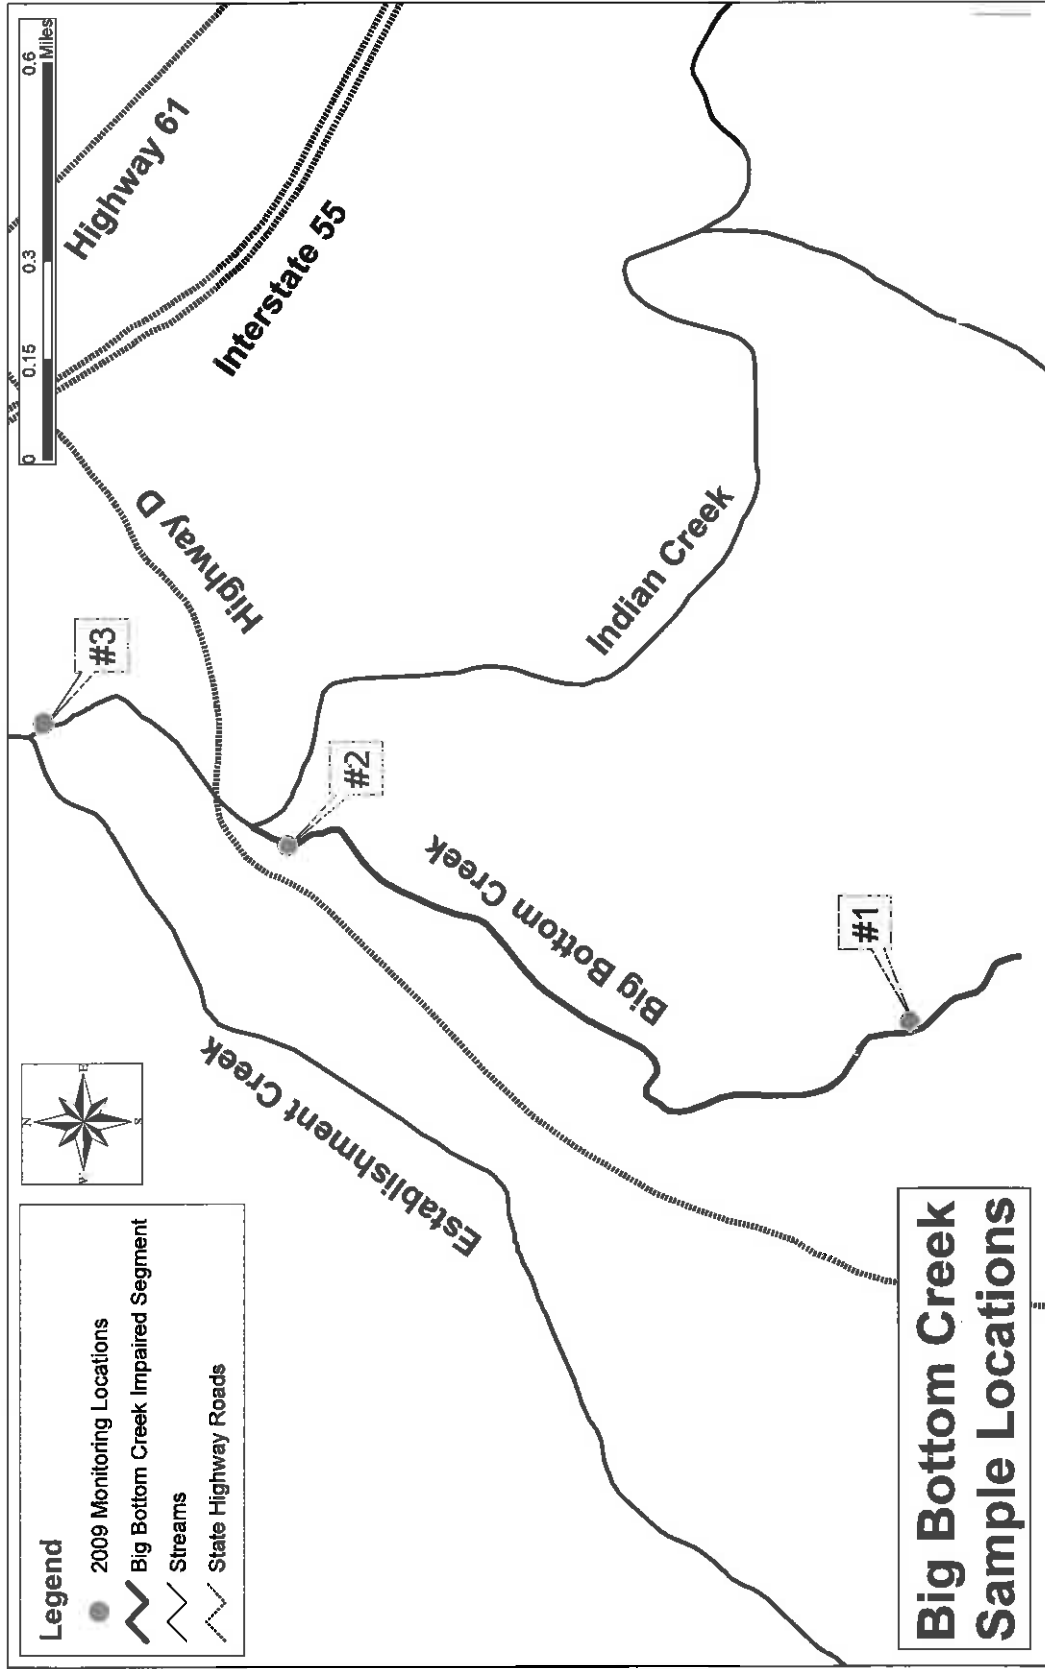 Legend
2009 Monitoring Locations
Big Bottom Creek Impaired Segment
Streams
State Highway Roads
N
W
E
S
0
0.15
0.3
0.6
Miles
Highway 61
Interstate 55
Highway D
#3
#2
Indian Creek
Establishment Creek
Big Bottom Creek
#1
Big Bottom Creek
Sample Locations